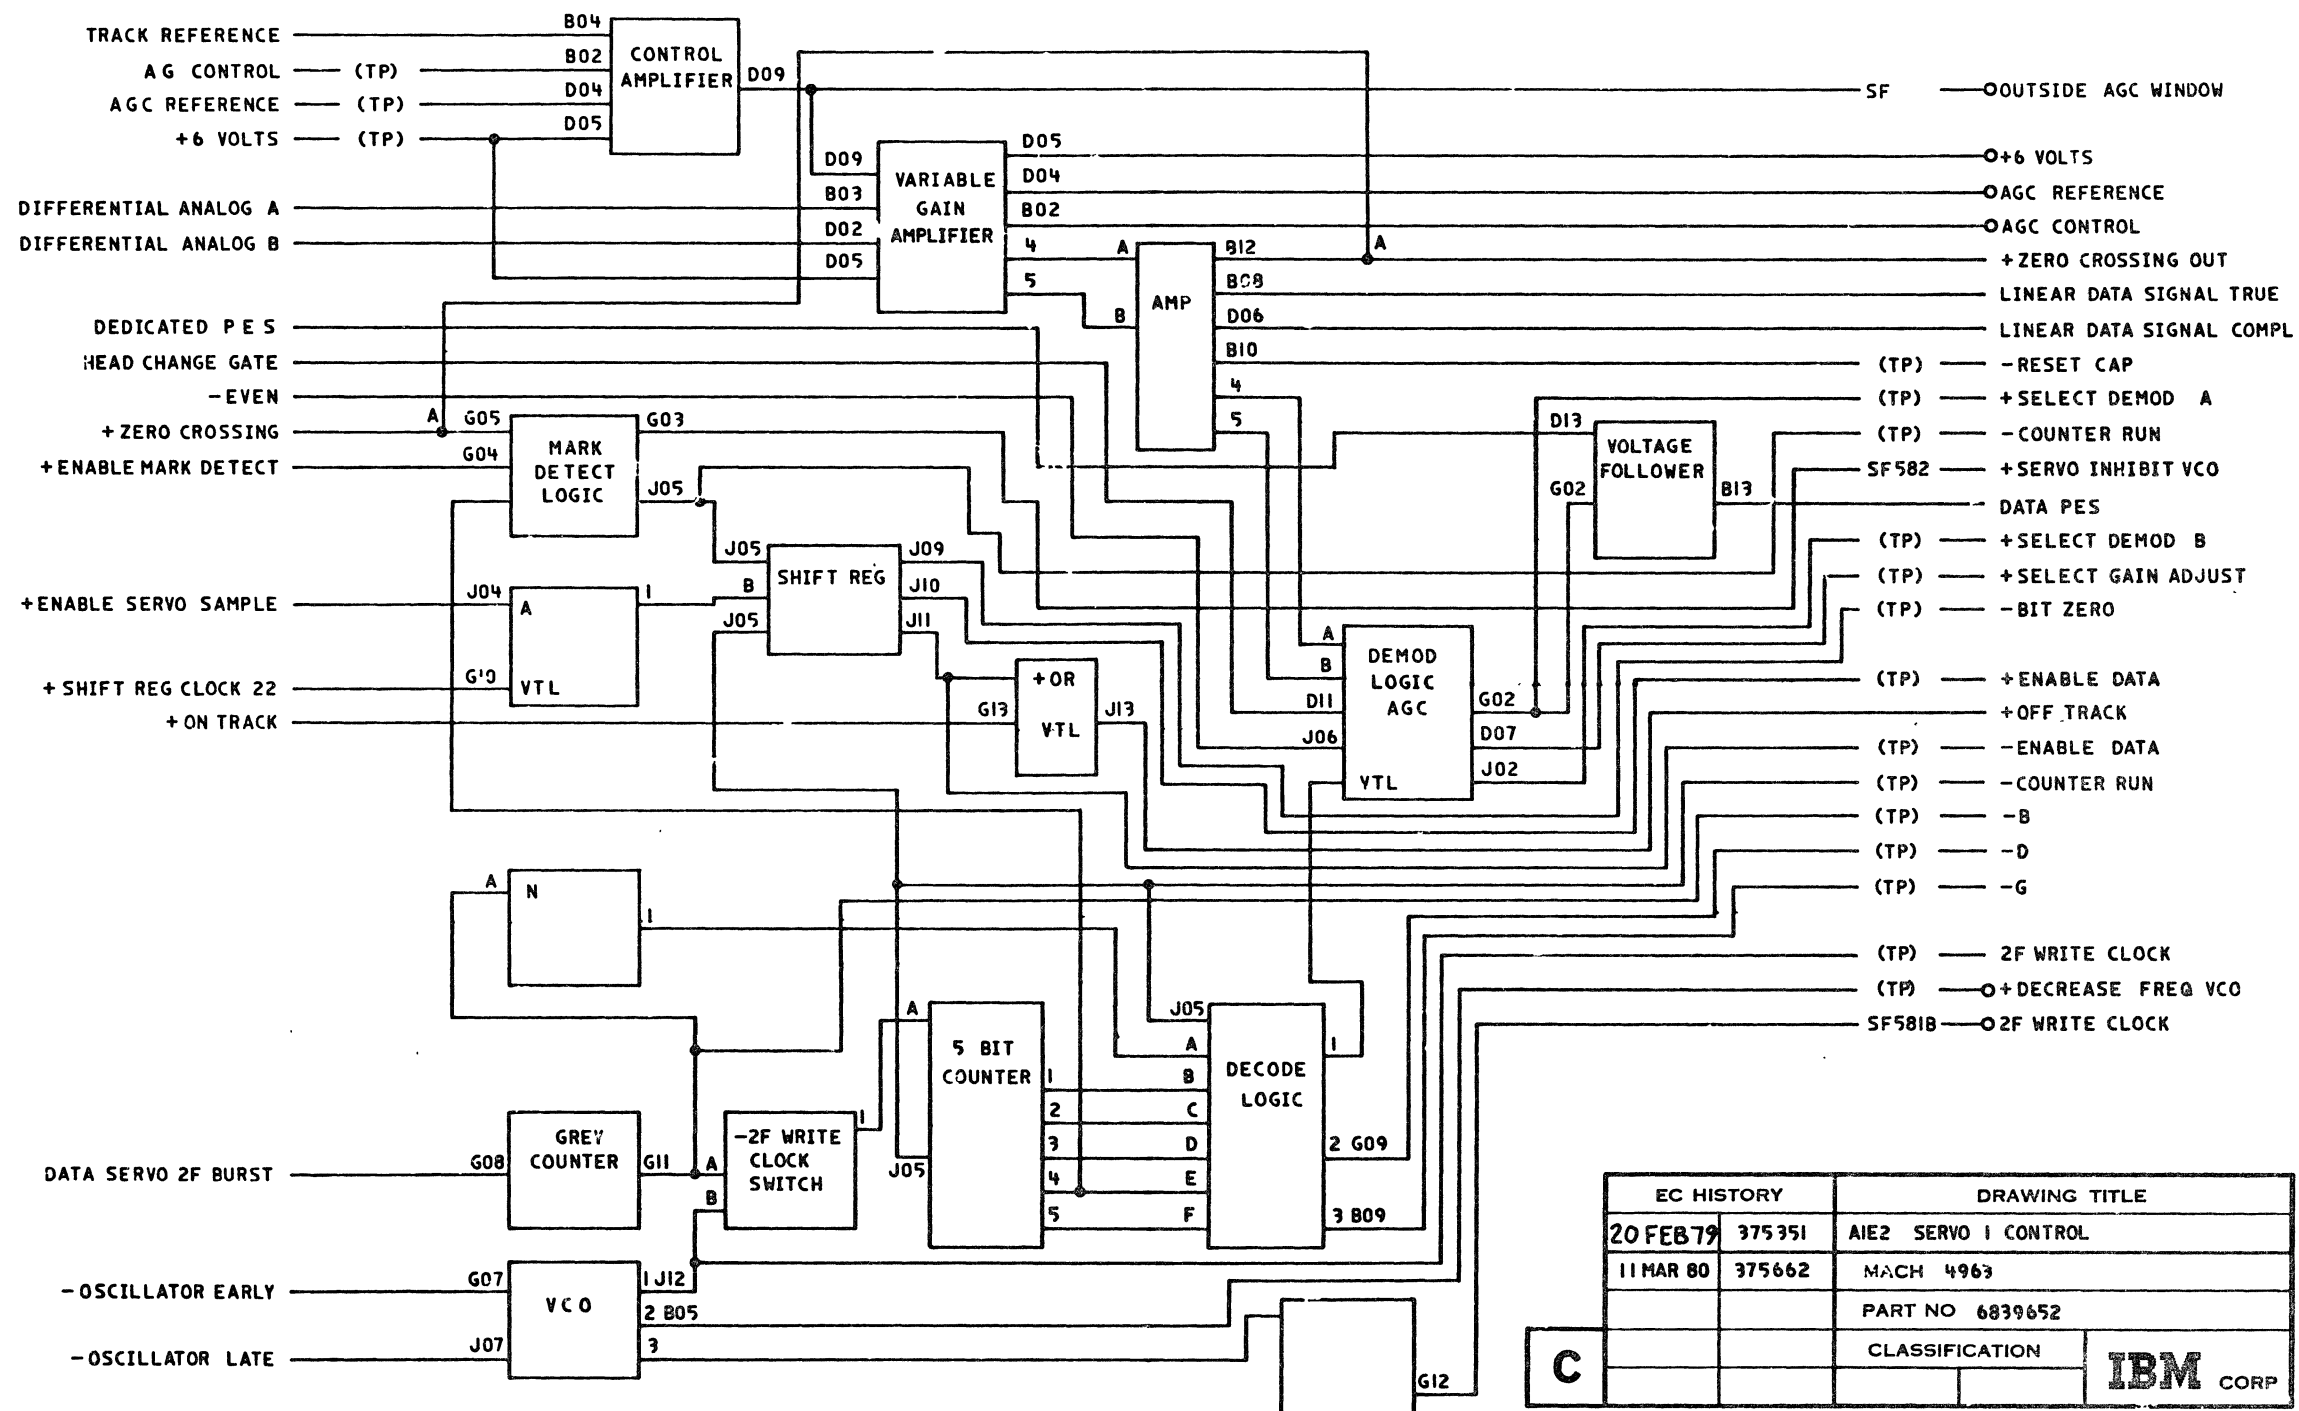 TRACK REFERENCE
AG CONTROL (TP)
AGC REFERENCE (TP)
+6 VOLTS (TP)
B04
B02
D04
D05
CONTROL
AMPLIFIER
D09
SF OUTSIDE AGC WINDOW
DIFFERENTIAL ANALOG A
DIFFERENTIAL ANALOG B
D09
B03
D02
D05
VARIABLE
GAIN
AMPLIFIER
D05
D04
B02
4
5
+6 VOLTS
AGC REFERENCE
AGC CONTROL
A
B
AMP
B12
A
B08
D06
B10
4
5
+ZERO CROSSING OUT
LINEAR DATA SIGNAL TRUE
LINEAR DATA SIGNAL COMPL
(TP) -RESET CAP
(TP) +SELECT DEMOD A
(TP) -COUNTER RUN
SF582 +SERVO INHIBIT VCO
DATA PES
(TP) +SELECT DEMOD B
(TP) +SELECT GAIN ADJUST
(TP) -BIT ZERO
(TP) +ENABLE DATA
+OFF TRACK
(TP) -ENABLE DATA
(TP) -COUNTER RUN
(TP) -B
(TP) -D
(TP) -G
(TP) 2F WRITE CLOCK
(TP) +DECREASE FREQ VCO
SF581B 2F WRITE CLOCK
DEDICATED PES
HEAD CHANGE GATE
-EVEN
+ZERO CROSSING
+ENABLE MARK DETECT
A G05
G04
MARK
DETECT
LOGIC
G03
J05
D13
G02
VOLTAGE
FOLLOWER
B13
+ENABLE SERVO SAMPLE
+SHIFT REG CLOCK 22
+ON TRACK
J04
G10
A
VTL
1
J05
B
J05
SHIFT REG
J09
J10
J11
G13
+OR
VTL
J13
A
B
D11
J06
DEMOD
LOGIC
AGC
VTL
G02
D07
J02
A
N
1
A
J05
5 BIT
COUNTER
1
2
3
4
5
J05
A
B
C
D
E
F
DECODE
LOGIC
1
2 G09
3 B09
DATA SERVO 2F BURST
G08
GREY
COUNTER
G11
A
B
-2F WRITE
CLOCK
SWITCH
1
-OSCILLATOR EARLY
-OSCILLATOR LATE
G07
J07
VCO
1 J12
2 B05
3
G12
EC HISTORY DRAWING TITLE
20 FEB 79 375351 A1E2 SERVO 1 CONTROL
11 MAR 80 375662 MACH 4963
PART NO 6839652
CLASSIFICATION
C
IBM CORP